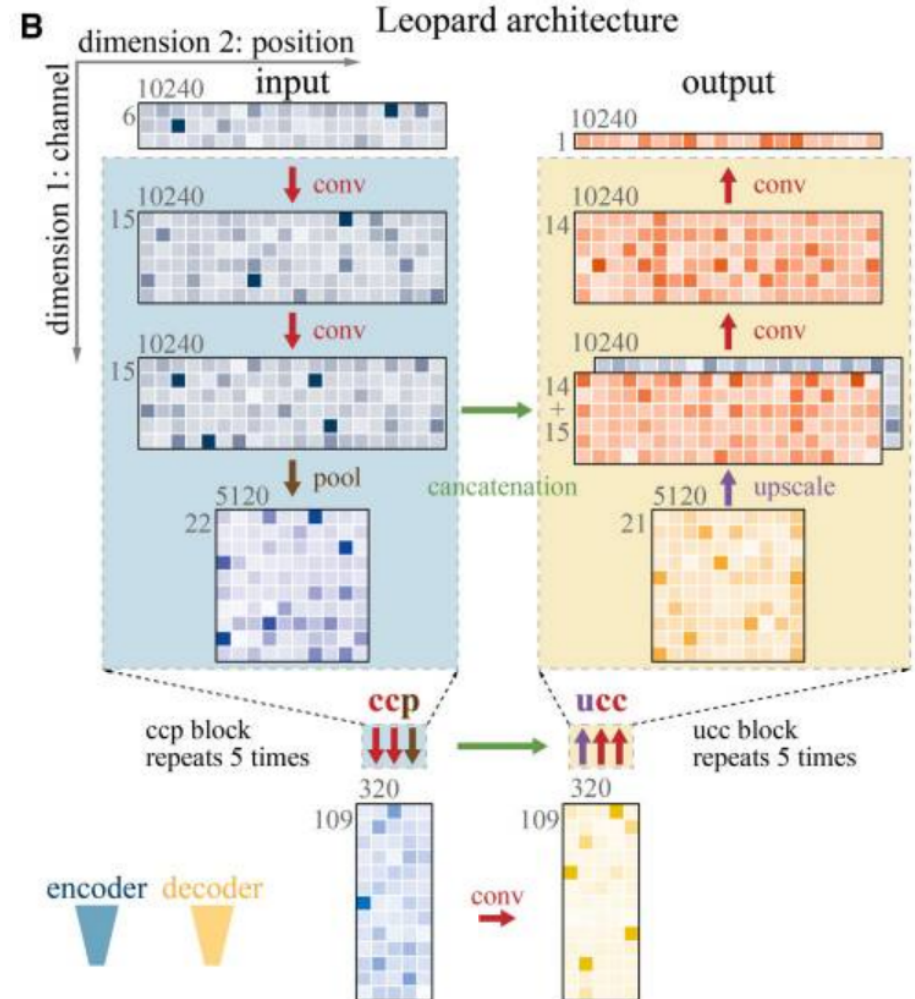 B
Leopard architecture
dimension 2: position
dimension 1: channel
input
10240
6
conv
10240
15
conv
10240
15
pool
5120
22
cancatenation
output
10240
1
conv
10240
14
conv
10240
14
+
15
upscale
5120
21
ccp
ucc
ccp block
repeats 5 times
ucc block
repeats 5 times
320
109
conv
320
109
encoder
decoder